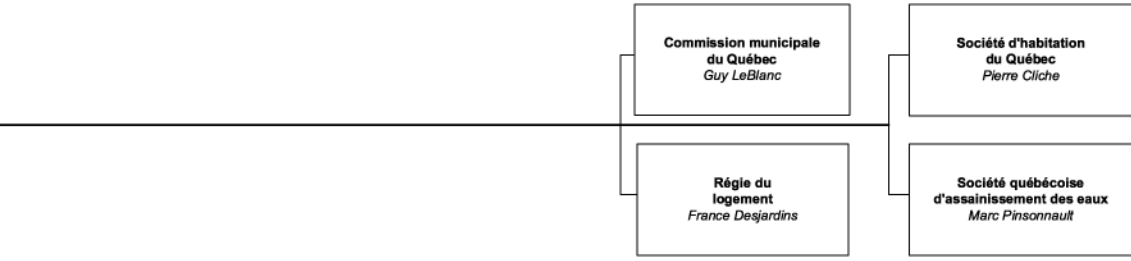 Commission municipale
du Québec
Guy LeBlanc
Société d'habitation
du Québec
Pierre Cliche
Régie du
logement
France Desjardins
Société québécoise
d'assainissement des eaux
Marc Pinsonnault